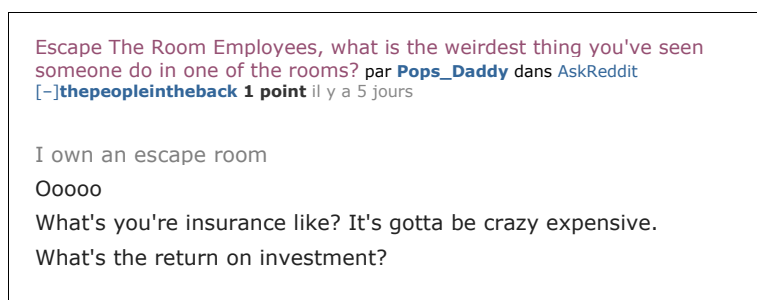 Escape The Room Employees, what is the weirdest thing you've seen
someone do in one of the rooms? par Pops_Daddy dans AskReddit
[–]thepeopleintheback 1 point il y a 5 jours
I own an escape room
Ooooo
What's you're insurance like? It's gotta be crazy expensive.
What's the return on investment?